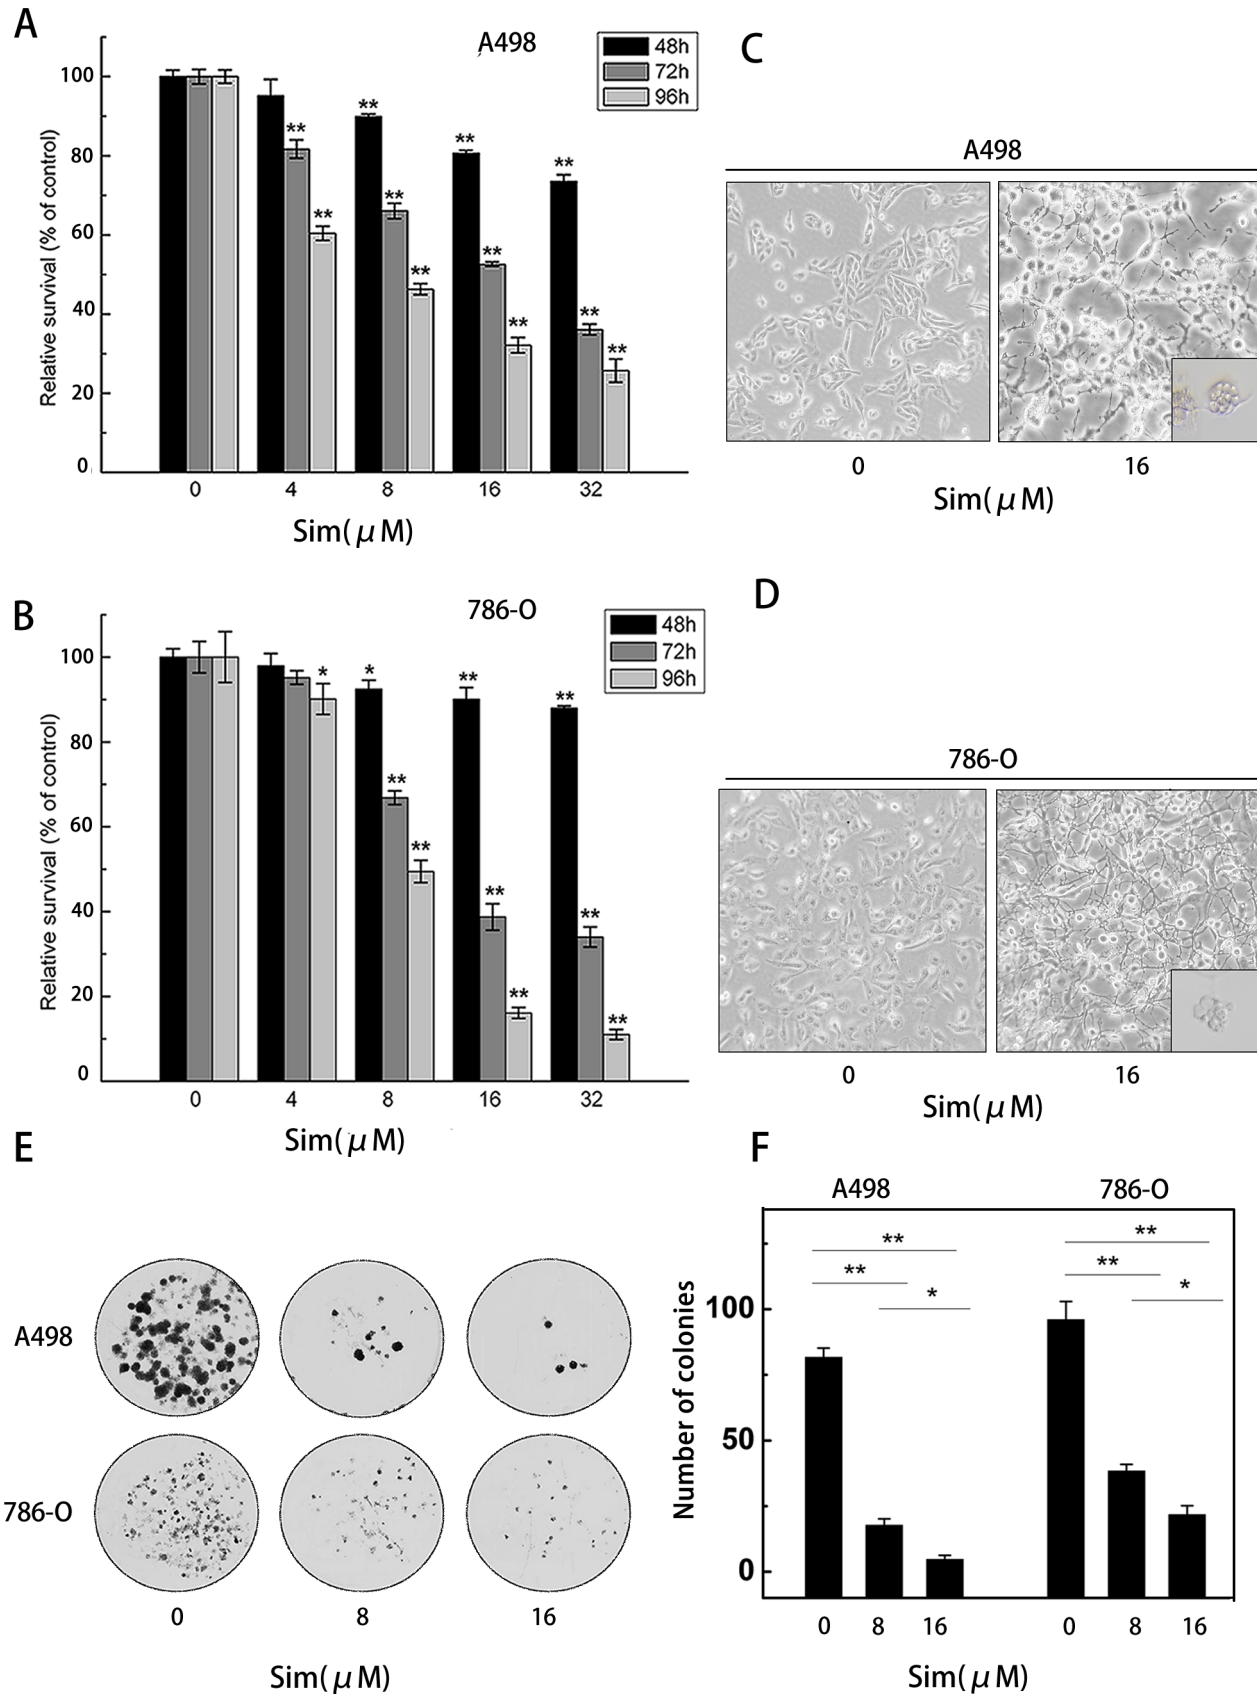 A
A498
48h
72h
96h
Relative survival (% of control)
100
80
60
40
20
0
**
**
**
**
**
**
**
**
**
**
**
0 4 8 16 32
Sim(μM)
B
786-O
48h
72h
96h
Relative survival (% of control)
100
80
60
40
20
0
*
*
**
**
**
**
**
**
**
**
0 4 8 16 32
Sim(μM)
C
A498
0 16
Sim(μM)
D
786-O
0 16
Sim(μM)
E
A498
786-O
0 8 16
Sim(μM)
F
A498 786-O
Number of colonies
100
50
0
**
**
*
**
**
*
0 8 16 0 8 16
Sim(μM)